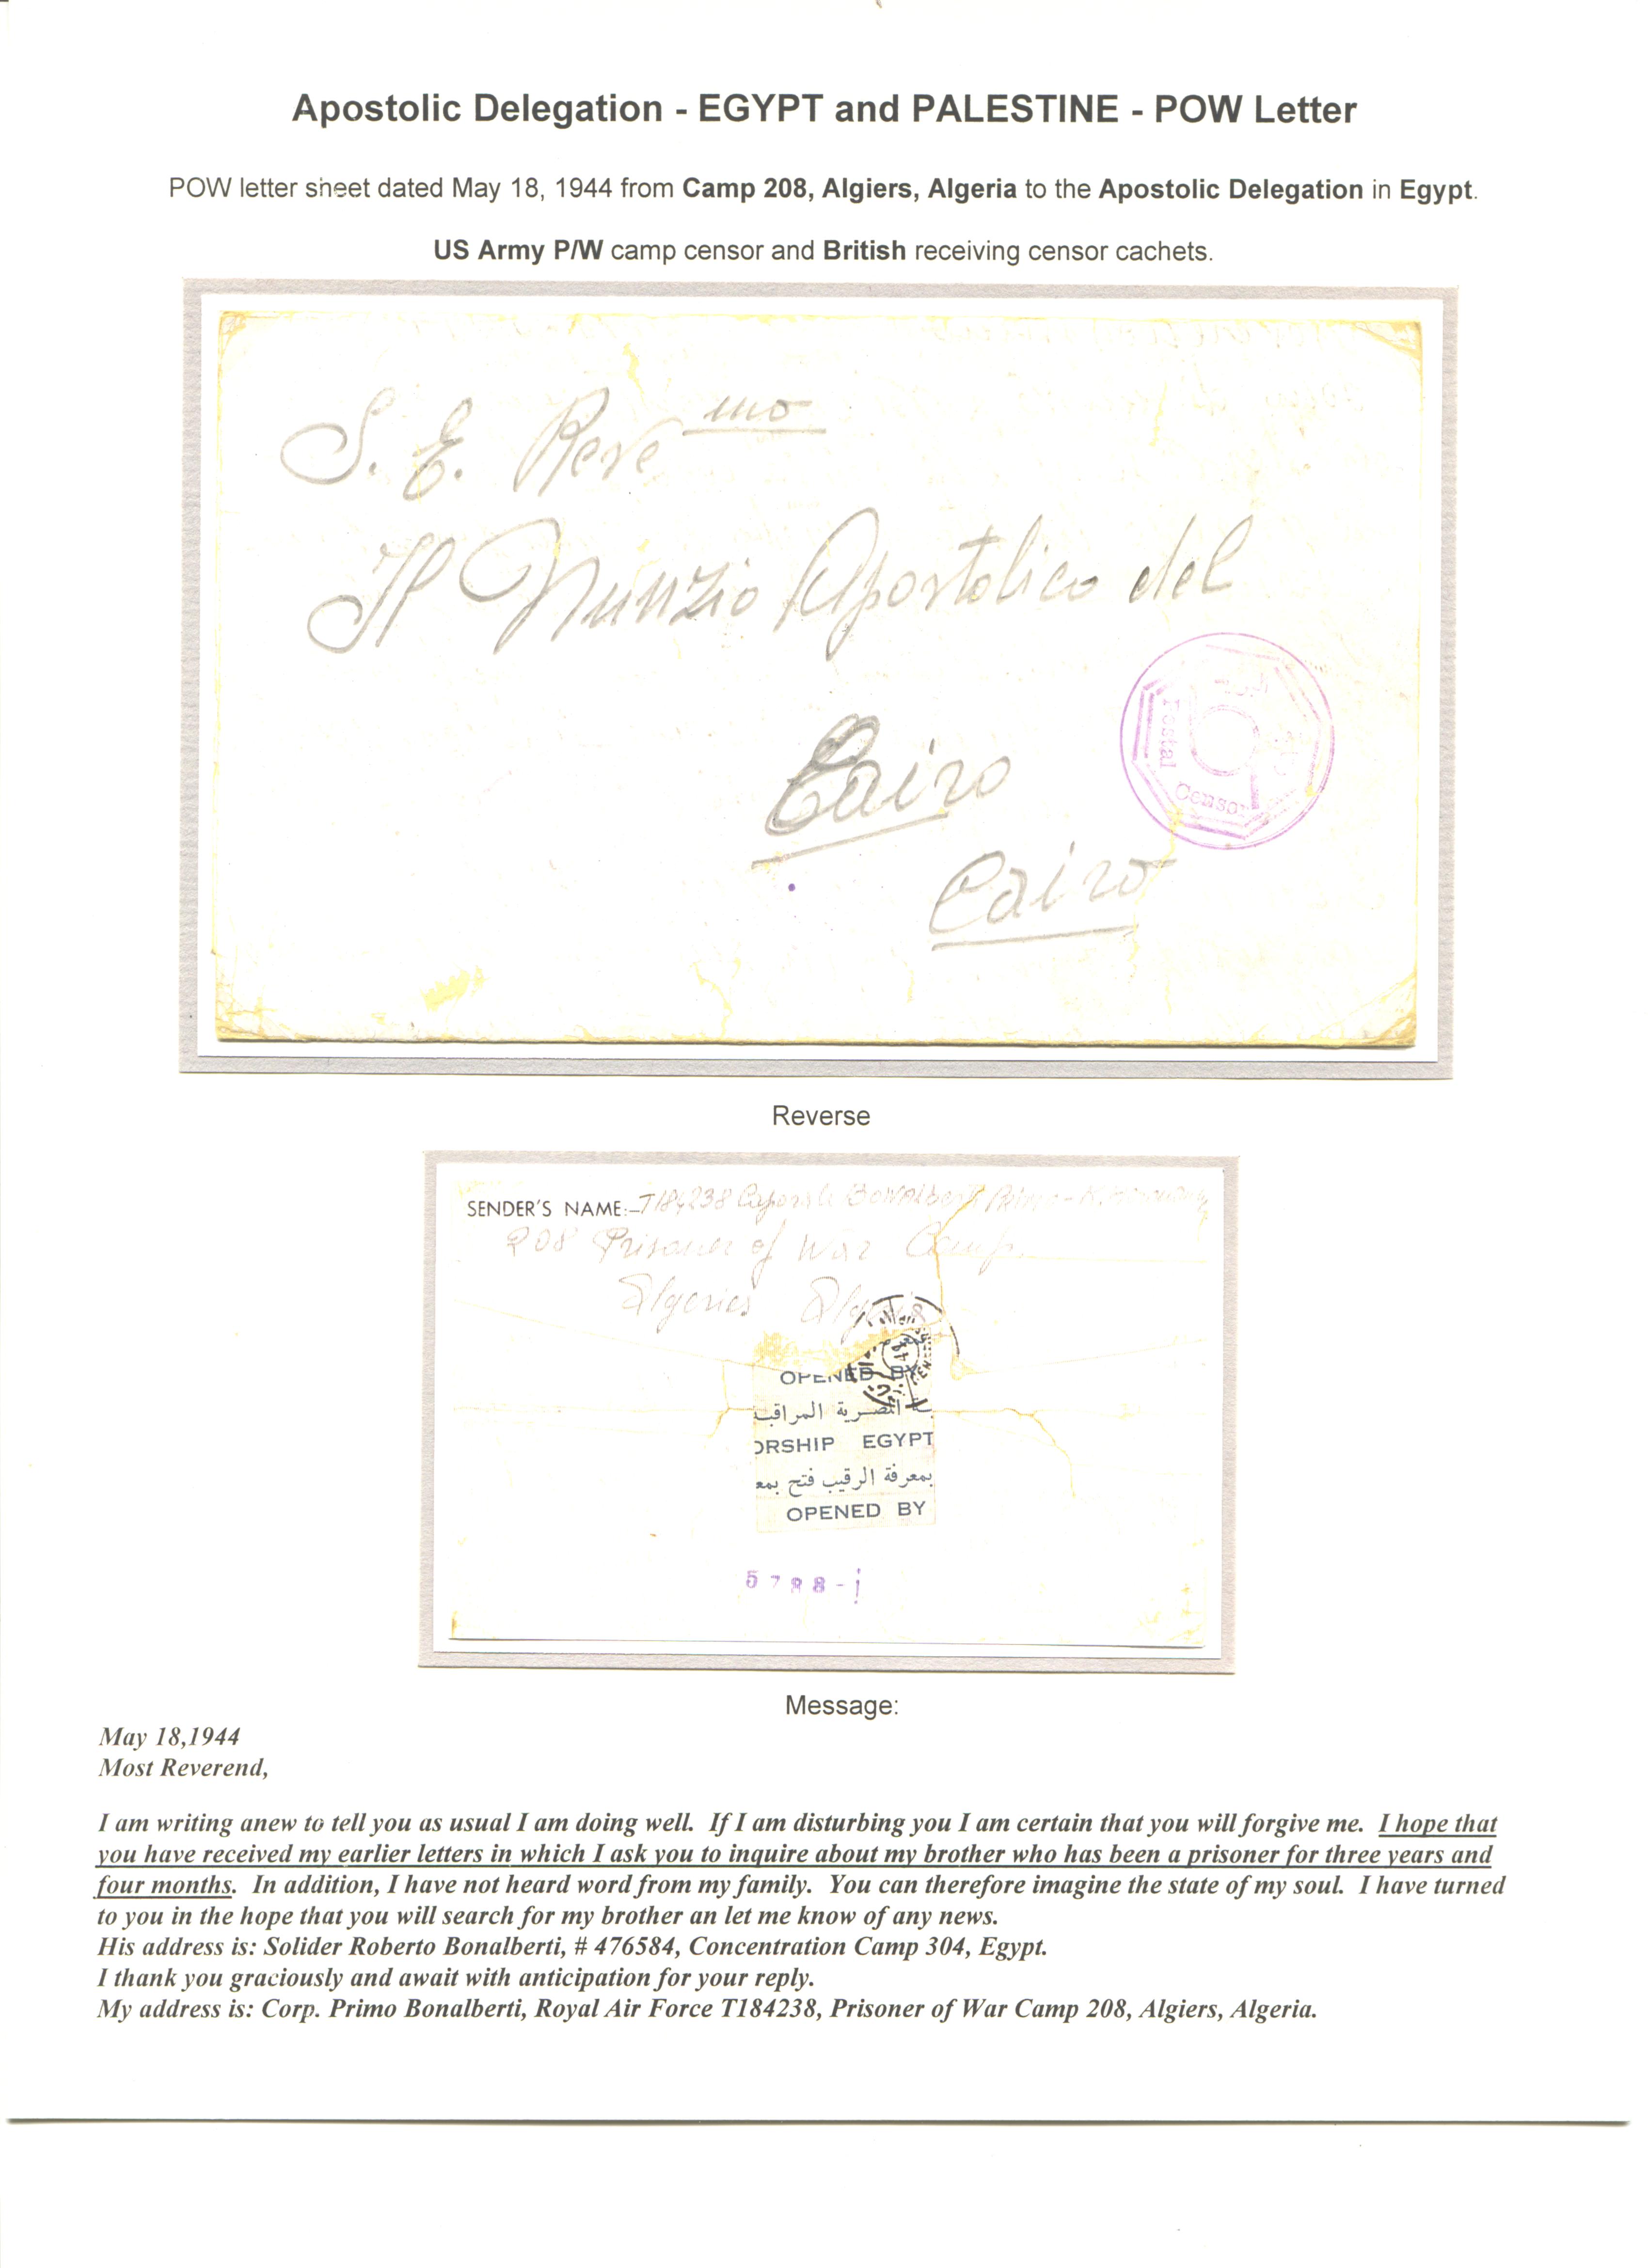 Apostolic Delegation - EGYPT and PALESTINE - POW Letter
POW letter sheet dated May 18, 1944 from Camp 208, Algiers, Algeria to the Apostolic Delegation in Egypt.
US Army P/W camp censor and British receiving censor cachets.
S. E. Reve mo
Il Nunzio Apostolico del
Cairo
Cairo
Postal Censor
Reverse
SENDER'S NAME:- T184238 Bonalberti Primo
208 Prisoner of War Camp
OPENED BY
المصرية المراقبة
ORSHIP EGYPT
بمعرفة الرقيب فتح بمع
OPENED BY
5788-
Message:
May 18,1944
Most Reverend,
I am writing anew to tell you as usual I am doing well. If I am disturbing you I am certain that you will forgive me. I hope that
you have received my earlier letters in which I ask you to inquire about my brother who has been a prisoner for three years and
four months. In addition, I have not heard word from my family. You can therefore imagine the state of my soul. I have turned
to you in the hope that you will search for my brother an let me know of any news.
His address is: Solider Roberto Bonalberti, # 476584, Concentration Camp 304, Egypt.
I thank you graciously and await with anticipation for your reply.
My address is: Corp. Primo Bonalberti, Royal Air Force T184238, Prisoner of War Camp 208, Algiers, Algeria.